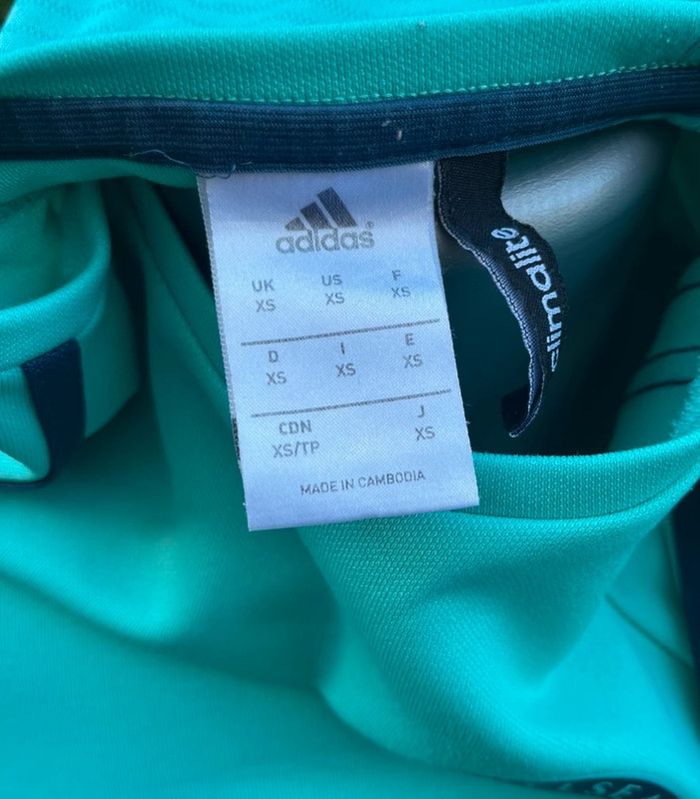 adidas®
UK US F
XS XS XS
D I E
XS XS XS
CDN J
XS/TP XS
MADE IN CAMBODIA
climalite